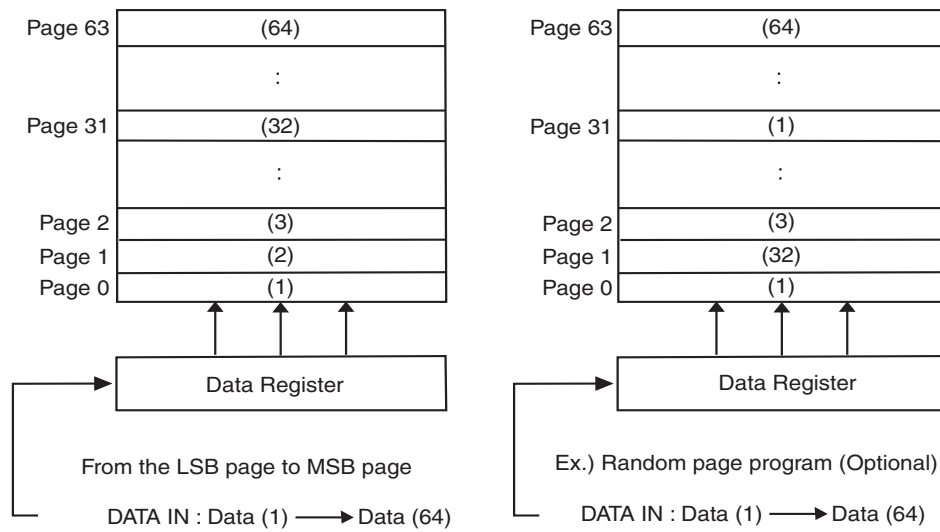 Page 63 (64)
:
Page 31 (32)
:
Page 2 (3)
Page 1 (2)
Page 0 (1)
Data Register
From the LSB page to MSB page
DATA IN : Data (1) → Data (64)
Page 63 (64)
:
Page 31 (1)
:
Page 2 (3)
Page 1 (32)
Page 0 (1)
Data Register
Ex.) Random page program (Optional)
DATA IN : Data (1) → Data (64)